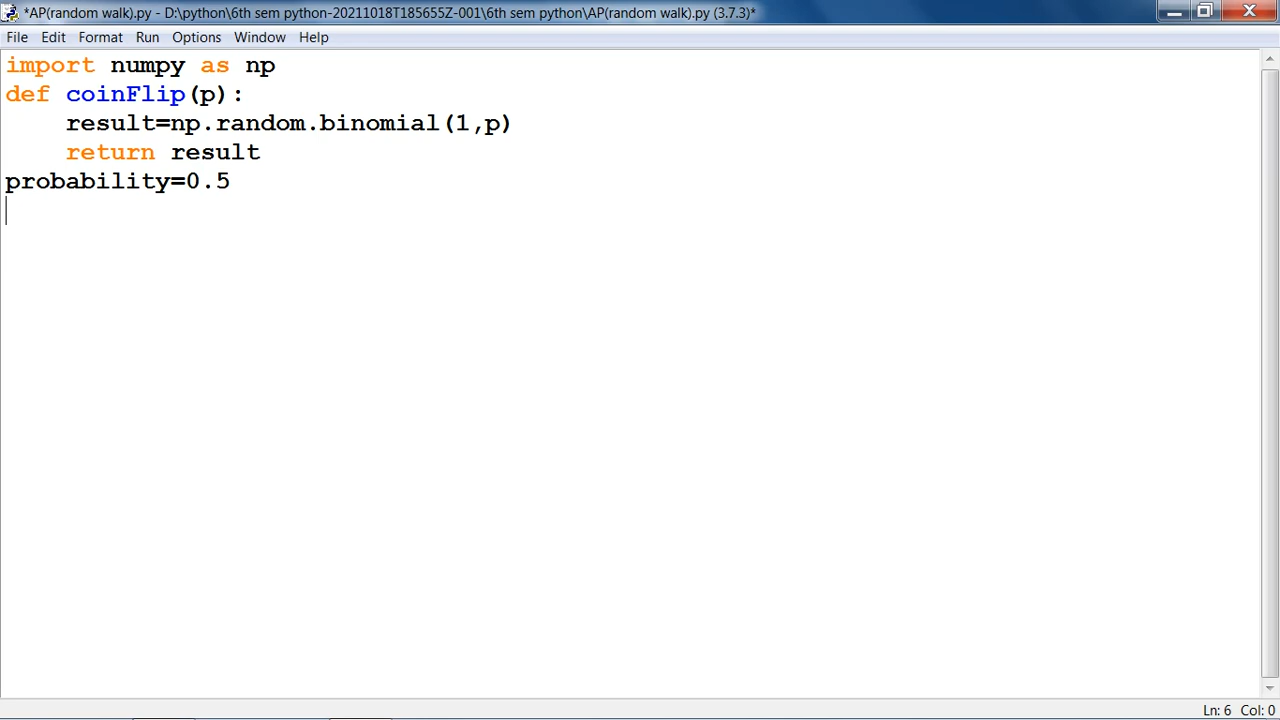 *AP(random walk).py - D:\python\6th sem python-20211018T185655Z-001\6th sem python\AP(random walk).py (3.7.3)*
File Edit Format Run Options Window Help
import numpy as np
def coinFlip(p):
    result=np.random.binomial(1,p)
    return result
probability=0.5
Ln: 6 Col: 0